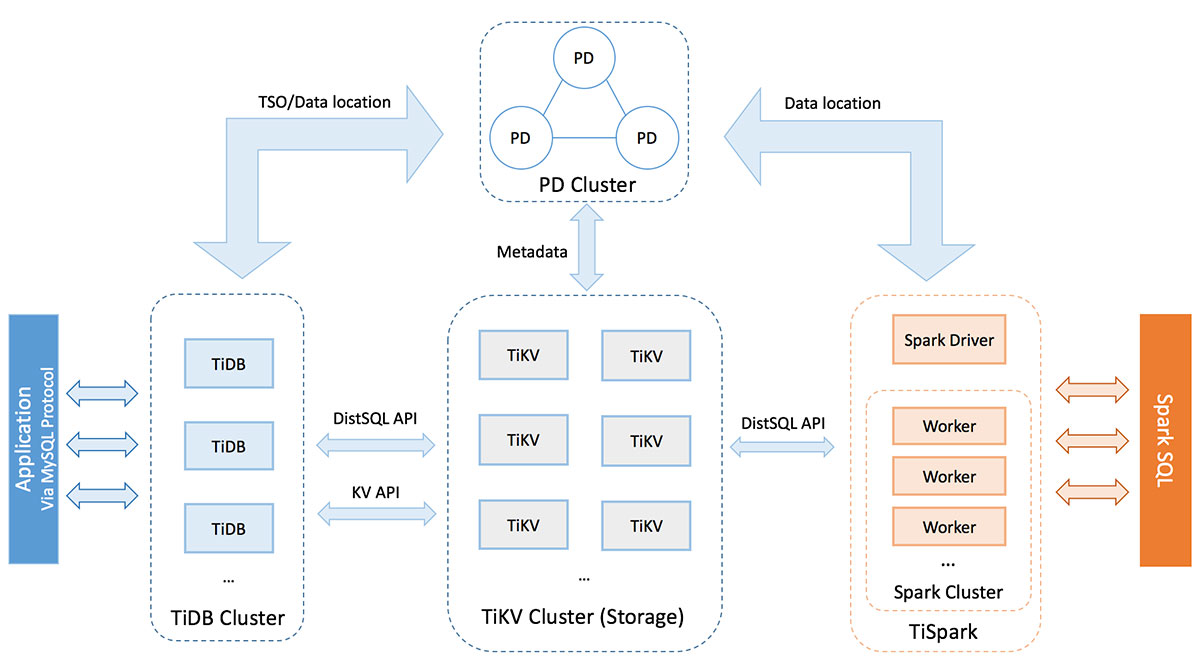 PD
PD
PD
PD Cluster
TSO/Data location
Data location
Metadata
Application
Via MySQL Protocol
TiDB
TiDB
TiDB
...
TiDB Cluster
DistSQL API
KV API
TiKV
TiKV
TiKV
TiKV
TiKV
TiKV
...
TiKV Cluster (Storage)
DistSQL API
Spark Driver
Worker
Worker
Worker
...
Spark Cluster
TiSpark
Spark SQL